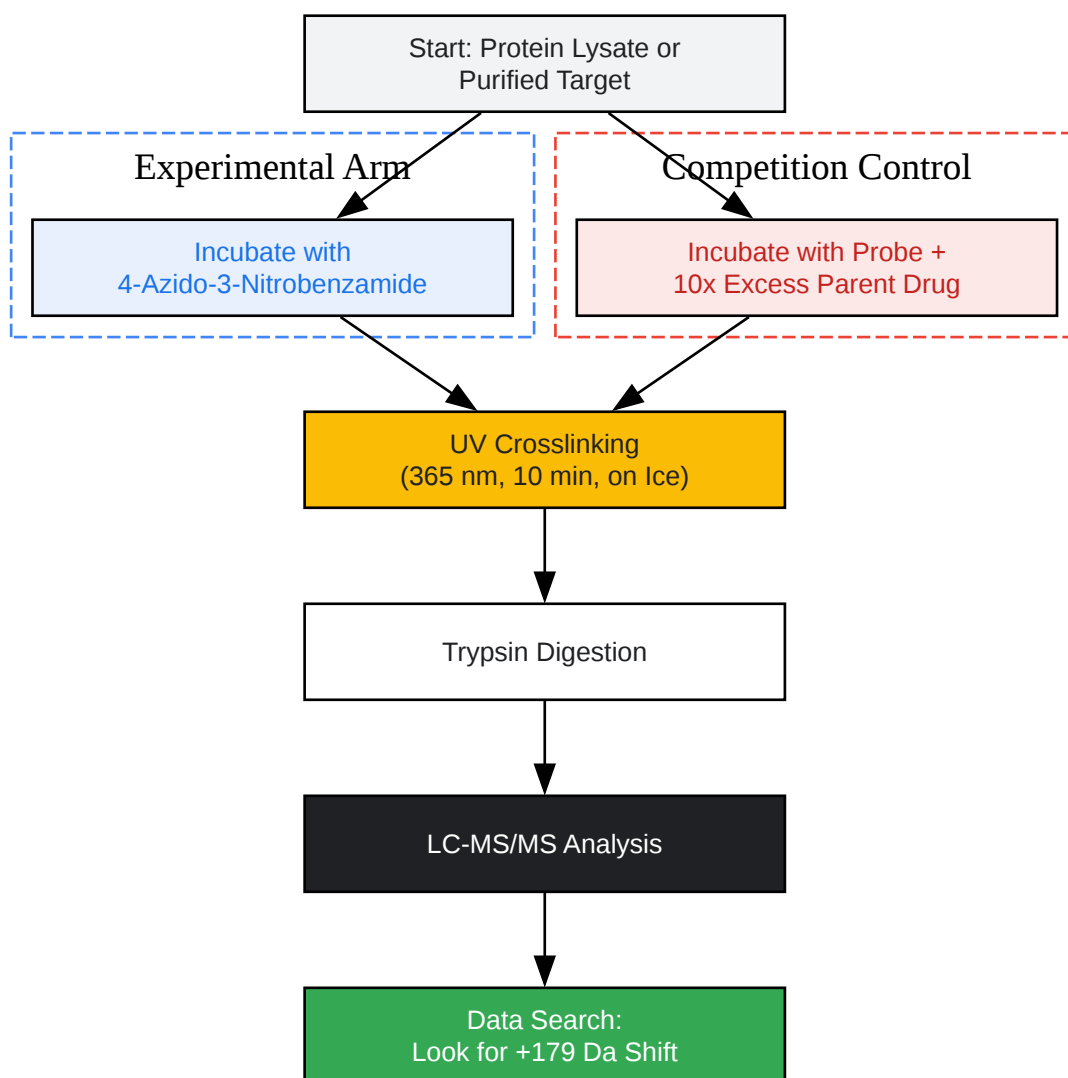 Start: Protein Lysate or
Purified Target
Experimental Arm
Competition Control
Incubate with
4-Azido-3-Nitrobenzamide
Incubate with Probe +
10x Excess Parent Drug
UV Crosslinking
(365 nm, 10 min, on Ice)
Trypsin Digestion
LC-MS/MS Analysis
Data Search:
Look for +179 Da Shift